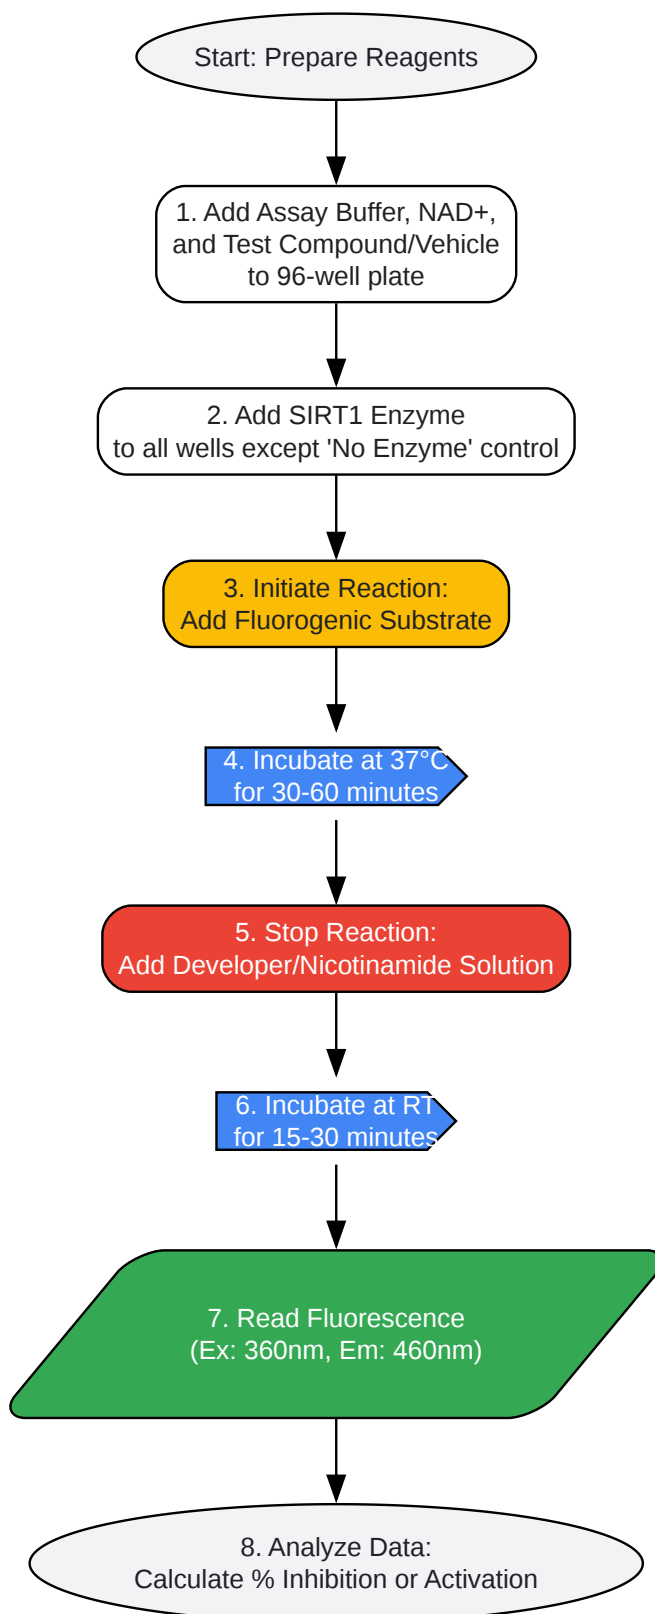 Start: Prepare Reagents
1. Add Assay Buffer, NAD+,
and Test Compound/Vehicle
to 96-well plate
2. Add SIRT1 Enzyme
to all wells except 'No Enzyme' control
3. Initiate Reaction:
Add Fluorogenic Substrate
4. Incubate at 37°C
for 30-60 minutes
5. Stop Reaction:
Add Developer/Nicotinamide Solution
6. Incubate at RT
for 15-30 minutes
7. Read Fluorescence
(Ex: 360nm, Em: 460nm)
8. Analyze Data:
Calculate % Inhibition or Activation